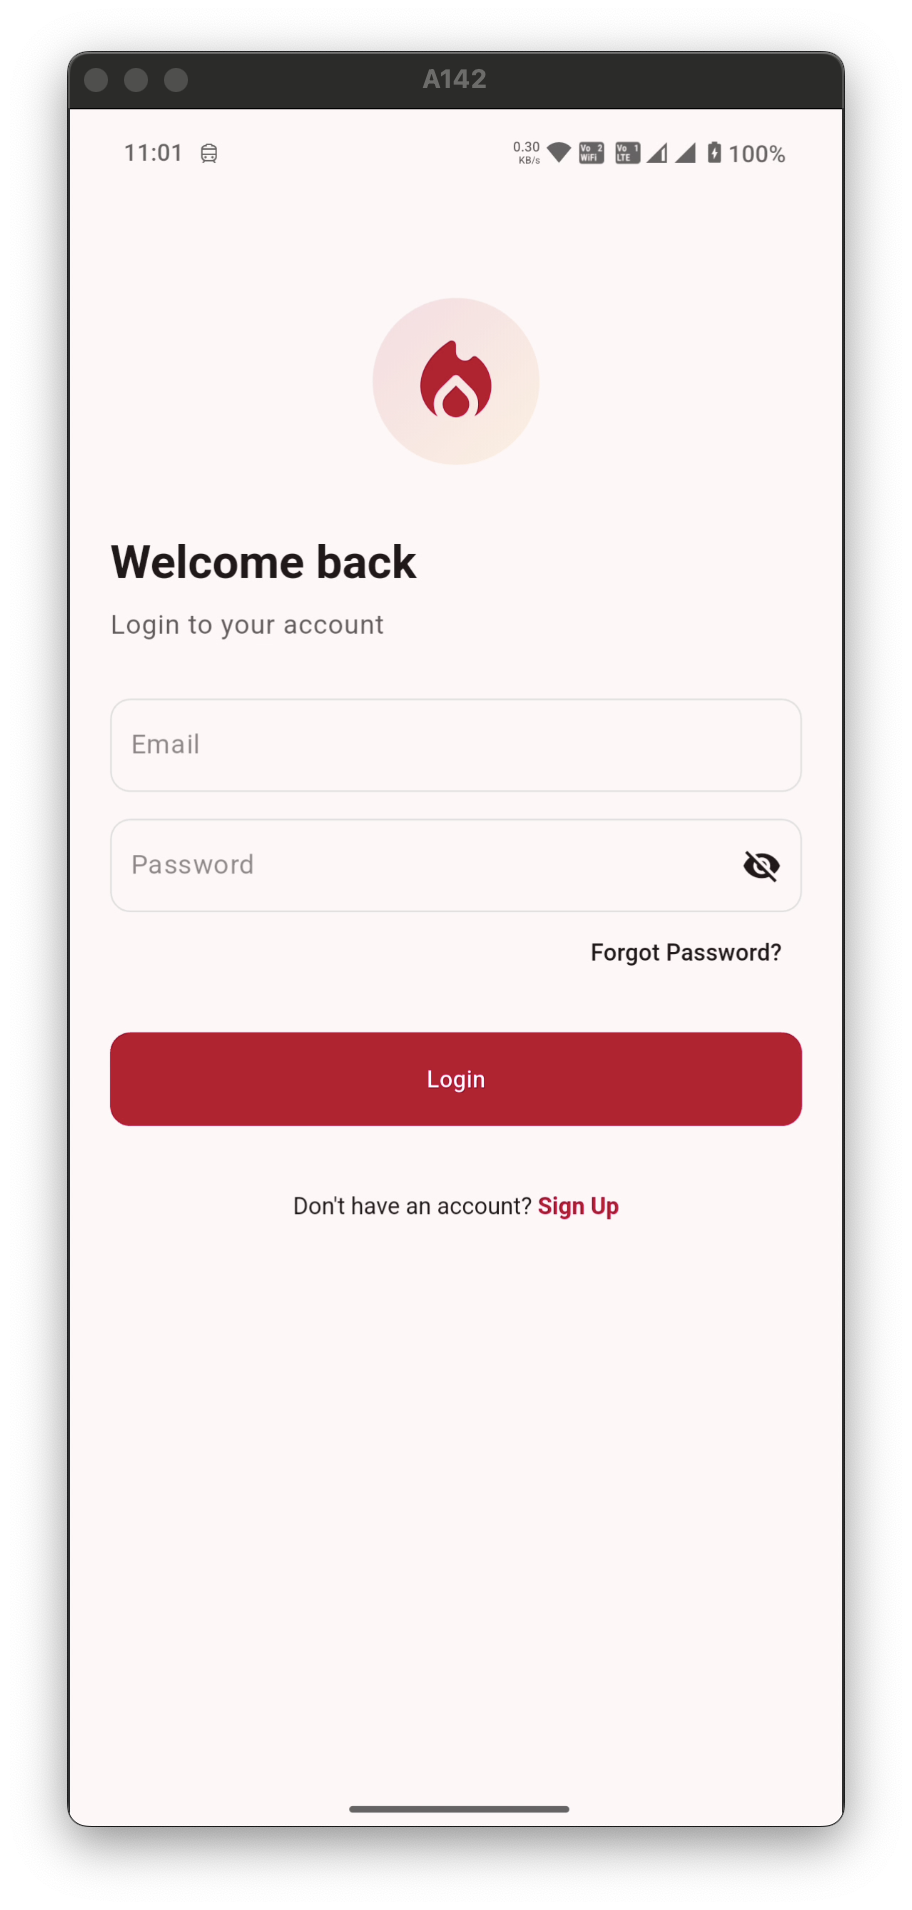 A142
11:01
0.30
KB/s
Vo 2
WiFi
Vo 1
LTE
100%
Welcome back
Login to your account
Email
Password
Forgot Password?
Login
Don't have an account? Sign Up